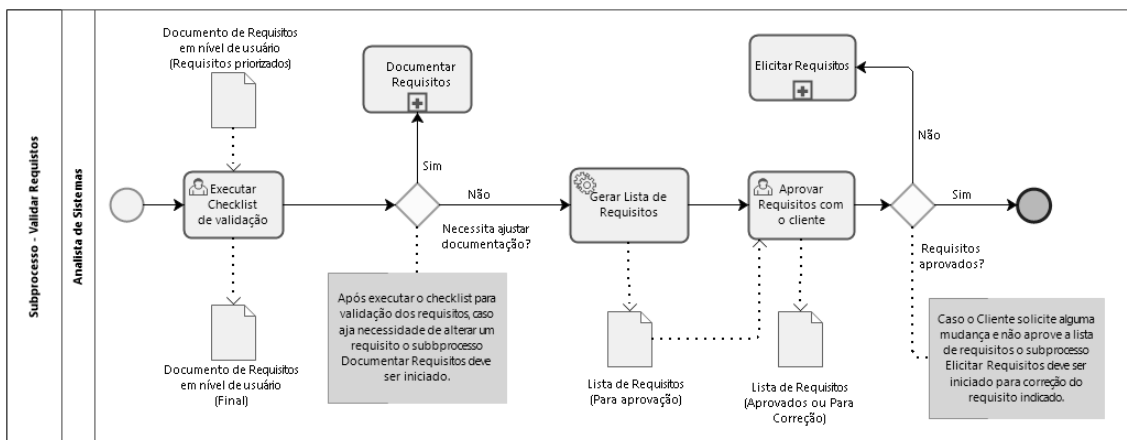 Subprocesso - Validar Requistos
Analista de Sistemas
Documento de Requisitos
em nível de usuário
(Requisitos priorizados)
Executar
Checklist
de validação
Documento de Requisitos
em nível de usuário
(Final)
Documentar
Requisitos
Sim
Não
Necessita ajustar
documentação?
Após executar o checklist para
validação dos requisitos, caso
aja necessidade de alterar um
requisito o subbprocesso
Documentar Requisitos deve
ser iniciado.
Gerar Lista de
Requisitos
Lista de Requisitos
(Para aprovação)
Aprovar
Requisitos com
o cliente
Lista de Requisitos
(Aprovados ou Para
Correção)
Elicitar Requisitos
Não
Sim
Requisitos
aprovados?
Caso o Cliente solicite alguma
mudança e não aprove a lista
de requisitos o subprocesso
Elicitar Requisitos deve ser
iniciado para correção do
requisito indicado.